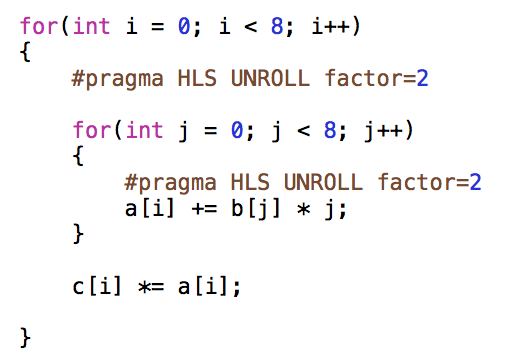 for(int i = 0; i < 8; i++)
{
    #pragma HLS UNROLL factor=2
    for(int j = 0; j < 8; j++)
    {
        #pragma HLS UNROLL factor=2
        a[i] += b[j] * j;
    }
    c[i] *= a[i];
}